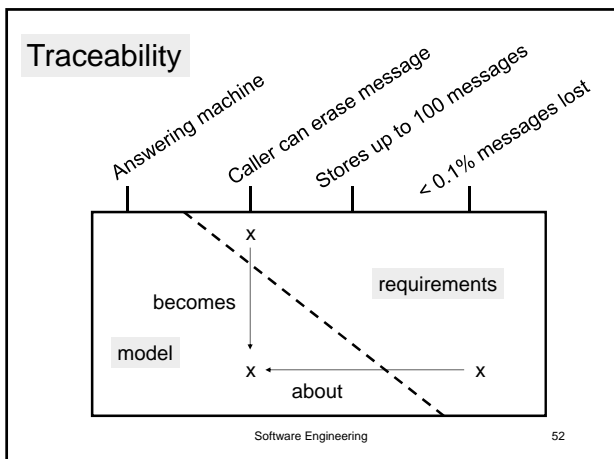 Traceability
Answering machine
Caller can erase message
Stores up to 100 messages
< 0.1% messages lost
x
requirements
becomes
model
x
x
about
Software Engineering
52